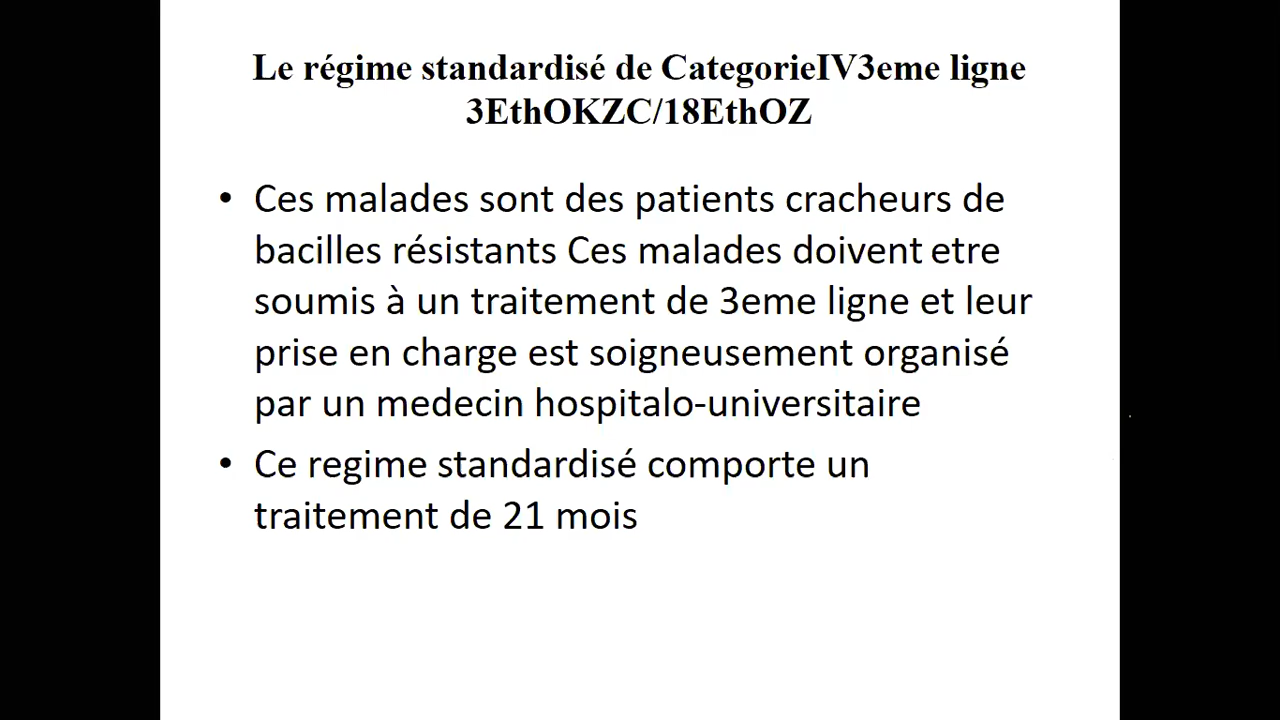 Le régime standardisé de CategorieIV3eme ligne
3EthOKZC/18EthOZ
• Ces malades sont des patients cracheurs de
bacilles résistants Ces malades doivent etre
soumis à un traitement de 3eme ligne et leur
prise en charge est soigneusement organisé
par un medecin hospitalo-universitaire
• Ce regime standardisé comporte un
traitement de 21 mois